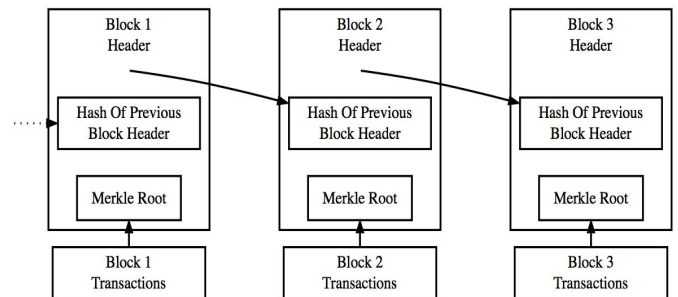 Block 1
Header
Hash Of Previous
Block Header
Merkle Root
Block 1
Transactions
Block 2
Header
Hash Of Previous
Block Header
Merkle Root
Block 2
Transactions
Block 3
Header
Hash Of Previous
Block Header
Merkle Root
Block 3
Transactions